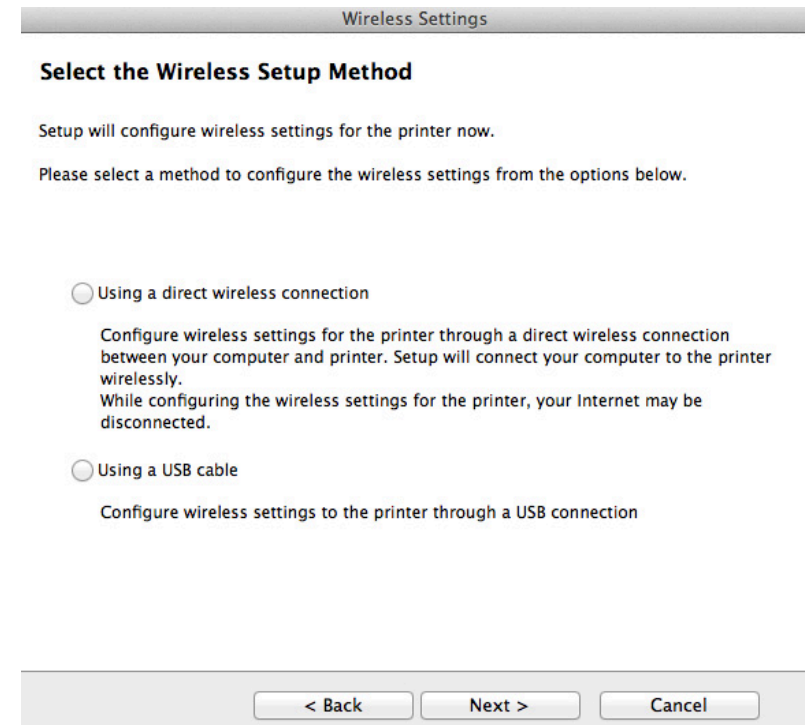 Wireless Settings
Select the Wireless Setup Method
Setup will configure wireless settings for the printer now.
Please select a method to configure the wireless settings from the options below.
Using a direct wireless connection
Configure wireless settings for the printer through a direct wireless connection
between your computer and printer. Setup will connect your computer to the printer
wirelessly.
While configuring the wireless settings for the printer, your Internet may be
disconnected.
Using a USB cable
Configure wireless settings to the printer through a USB connection
< Back Next > Cancel